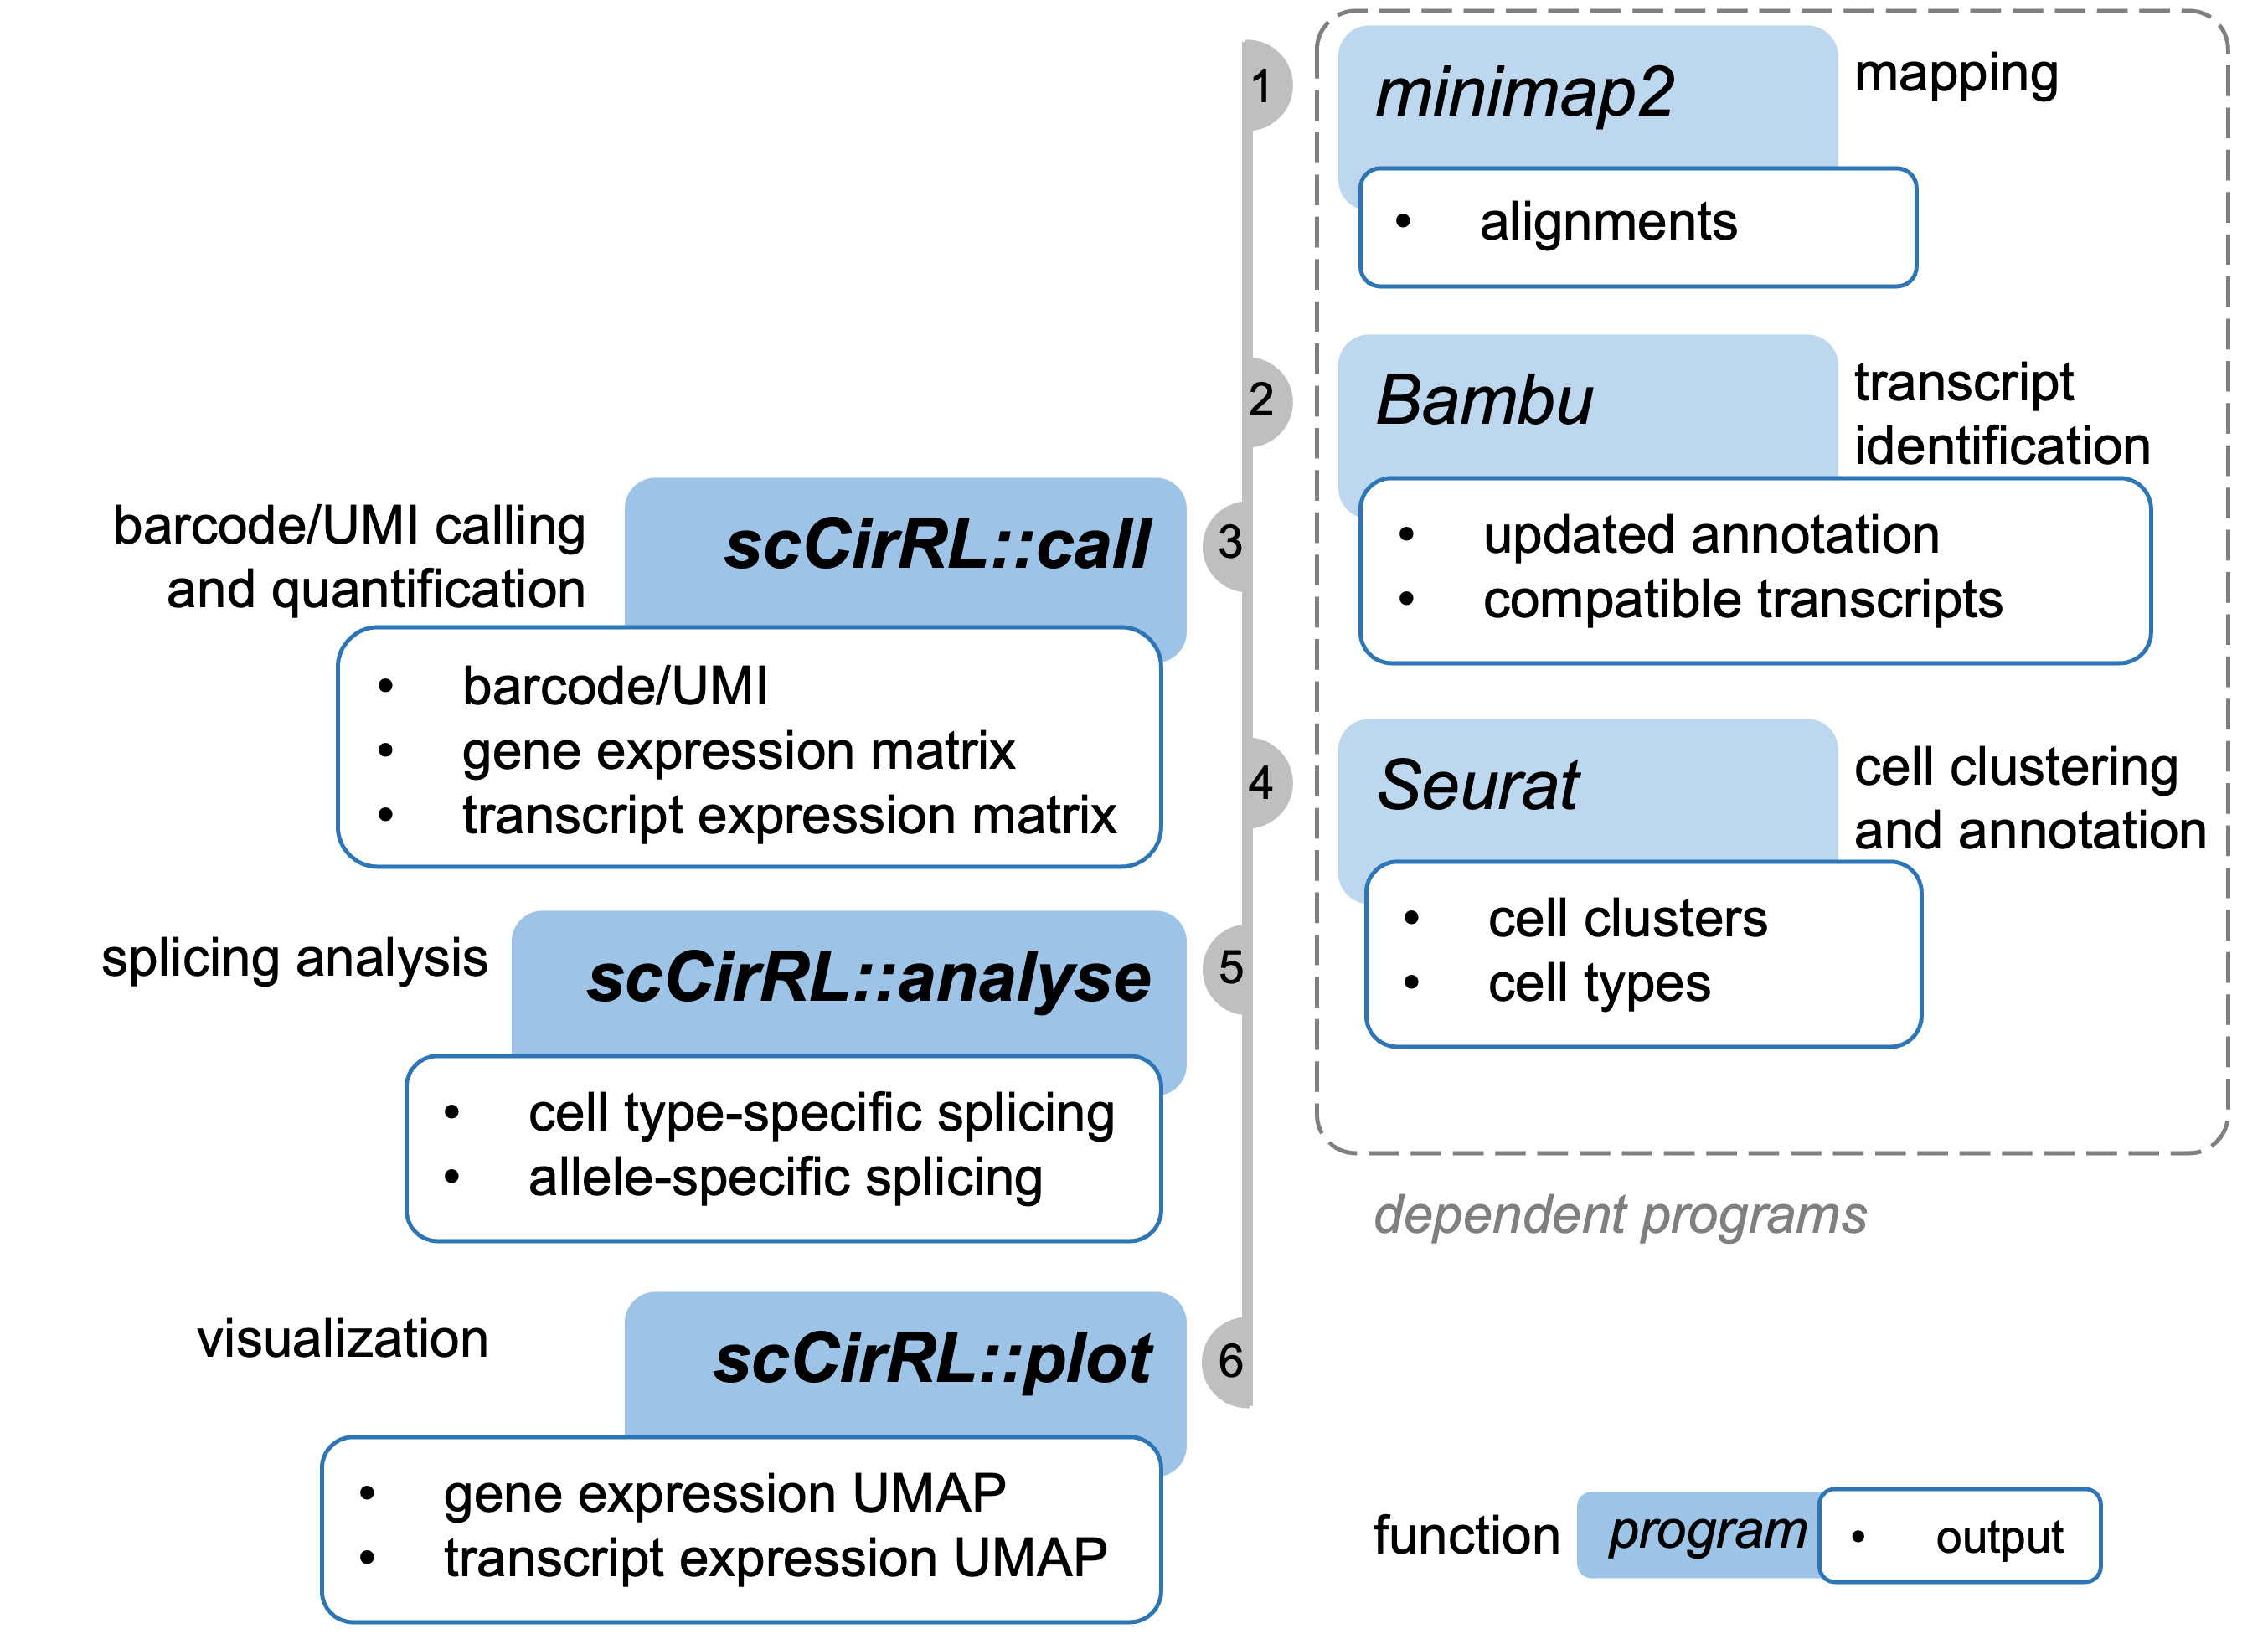 1
minimap2
mapping
• alignments
2
Bambu
transcript
identification
• updated annotation
• compatible transcripts
barcode/UMI calling
and quantification
scCirRL::call
3
• barcode/UMI
• gene expression matrix
• transcript expression matrix
4
Seurat
cell clustering
and annotation
• cell clusters
• cell types
splicing analysis
scCirRL::analyse
5
• cell type-specific splicing
• allele-specific splicing
dependent programs
visualization
scCirRL::plot
6
• gene expression UMAP
• transcript expression UMAP
function
program
• output